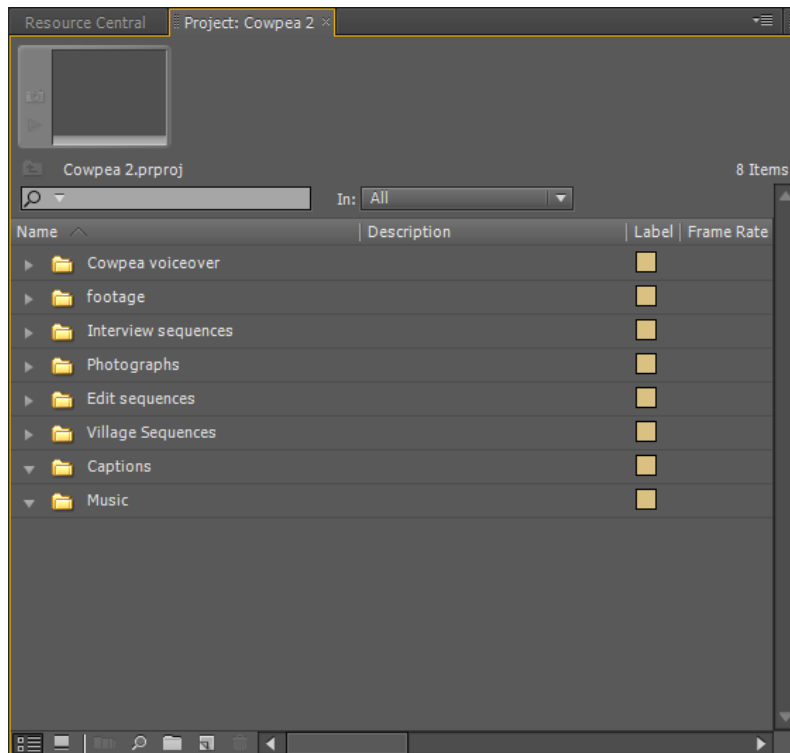 Resource Central Project: Cowpea 2
Cowpea 2.prproj 8 Items
In: All
Name Description Label Frame Rate
Cowpea voiceover
footage
Interview sequences
Photographs
Edit sequences
Village Sequences
Captions
Music